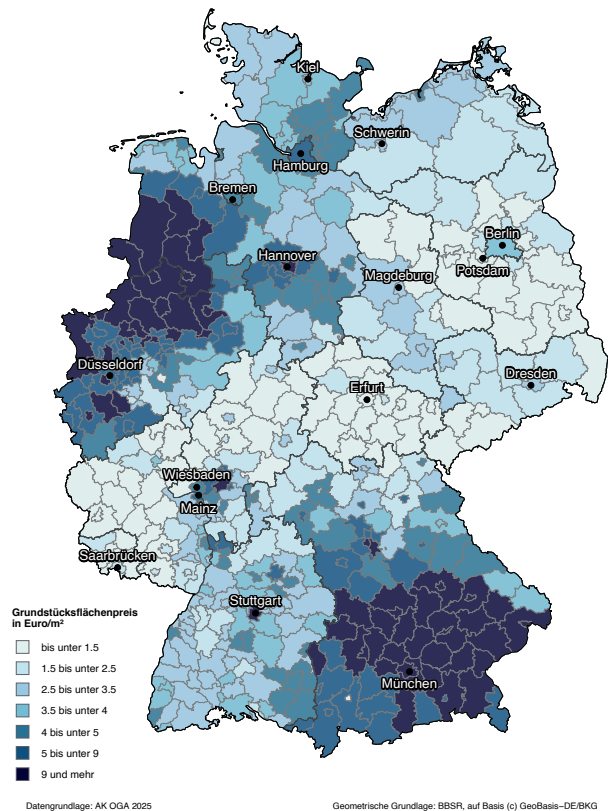 Kiel
Schwerin
Hamburg
Bremen
Berlin
Hannover
Potsdam
Magdeburg
Düsseldorf
Dresden
Erfurt
Wiesbaden
Mainz
Saarbrücken
Stuttgart
München
Grundstücksflächenpreis
in Euro/m²
bis unter 1.5
1.5 bis unter 2.5
2.5 bis unter 3.5
3.5 bis unter 4
4 bis unter 5
5 bis unter 9
9 und mehr
Datengrundlage: AK OGA 2025
Geometrische Grundlage: BBSR, auf Basis (c) GeoBasis−DE/BKG